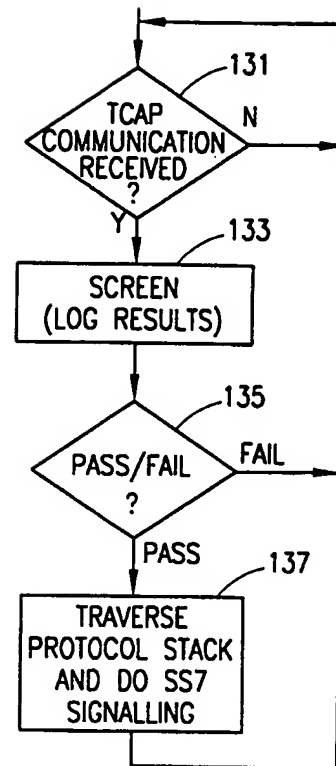 131
TCAP
COMMUNICATION
RECEIVED
?
N
Y
133
SCREEN
(LOG RESULTS)
135
PASS/FAIL
?
FAIL
PASS
137
TRAVERSE
PROTOCOL STACK
AND DO SS7
SIGNALLING